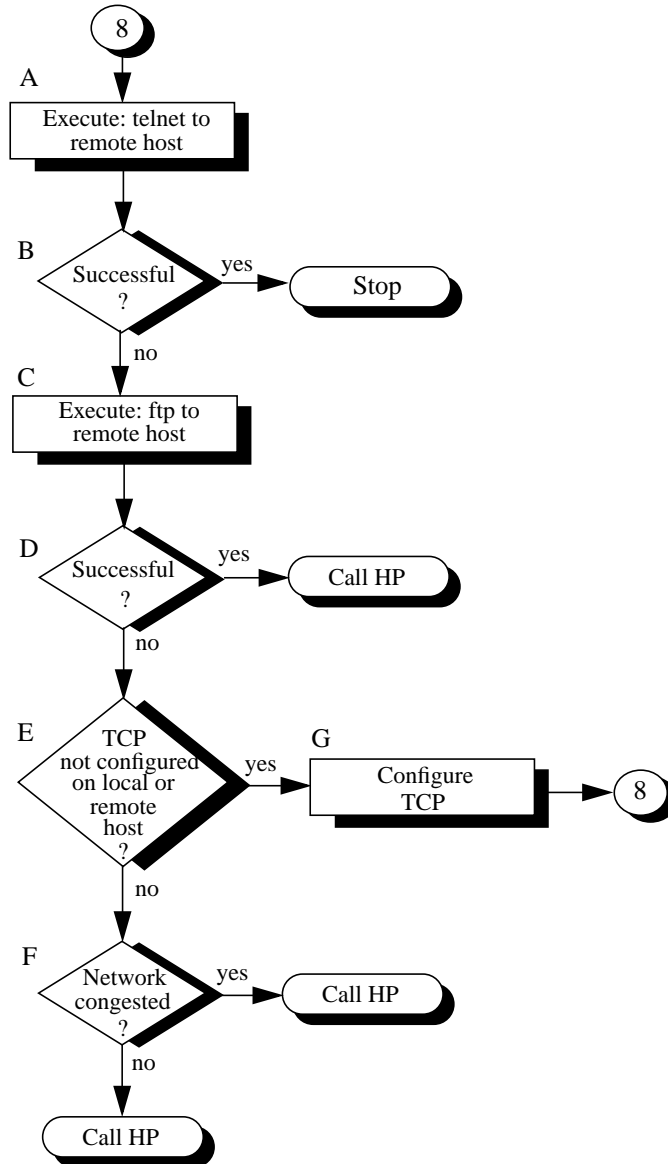 8
A
Execute: telnet to
remote host
B
Successful
?
yes
Stop
no
C
Execute: ftp to
remote host
D
Successful
?
yes
Call HP
no
E
TCP
not configured
on local or
remote
host
?
yes
G
Configure
TCP
8
no
F
Network
congested
?
yes
Call HP
no
Call HP